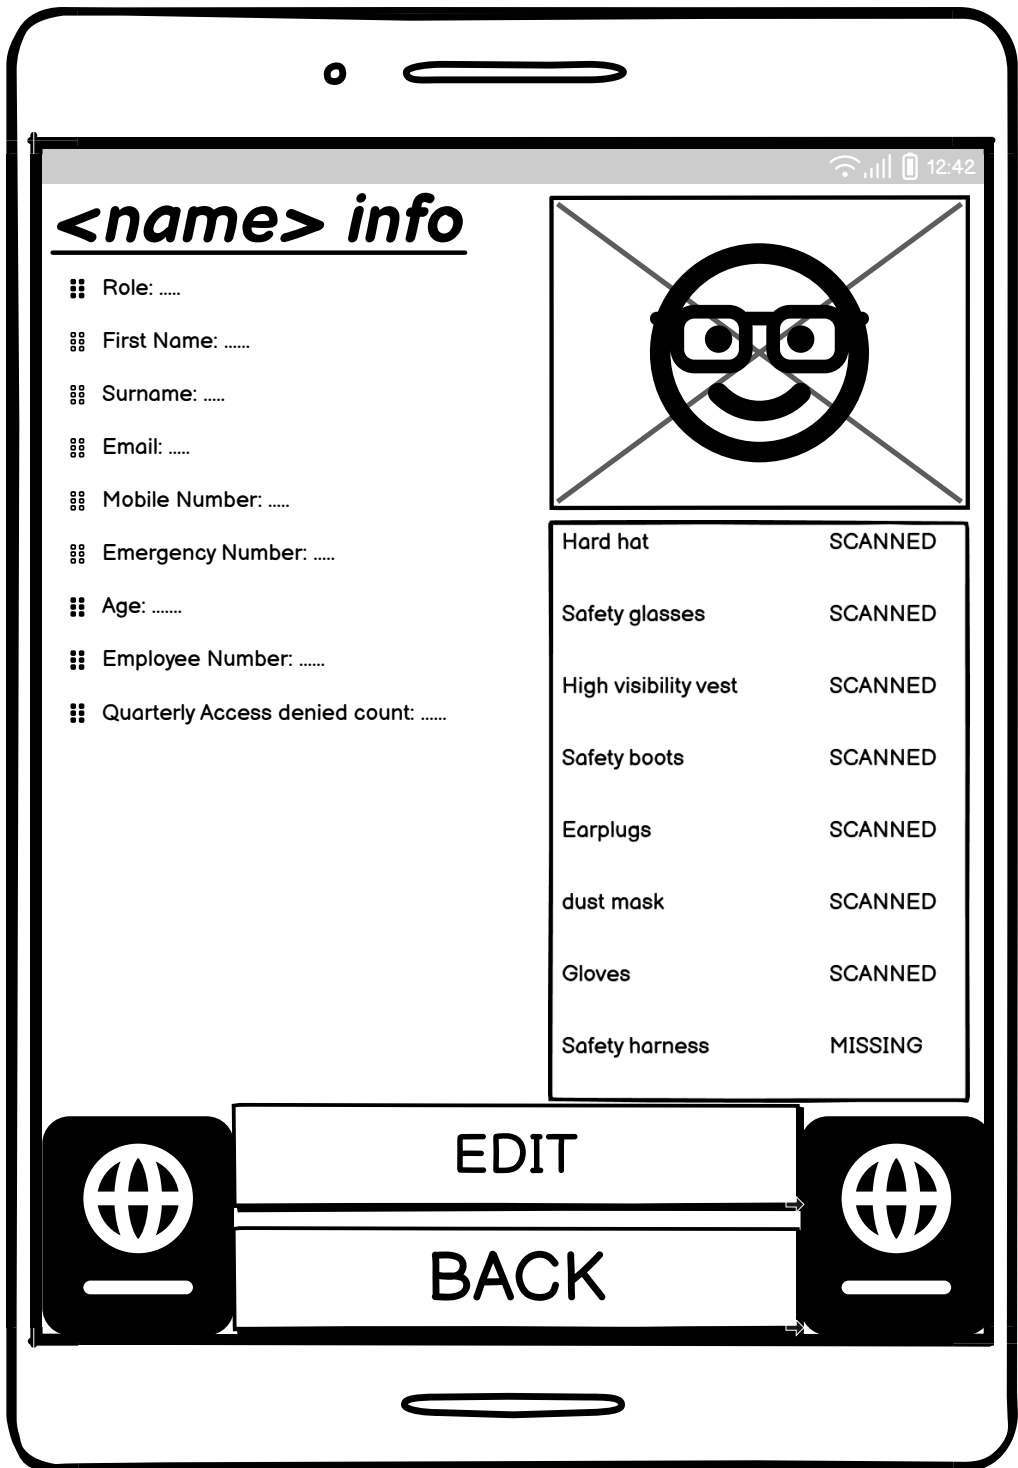 12:42
<name> info
Role: .....
First Name: ......
Surname: .....
Email: .....
Mobile Number: .....
Emergency Number: .....
Age: .......
Employee Number: ......
Quarterly Access denied count: ......
Hard hat SCANNED
Safety glasses SCANNED
High visibility vest SCANNED
Safety boots SCANNED
Earplugs SCANNED
dust mask SCANNED
Gloves SCANNED
Safety harness MISSING
EDIT
BACK